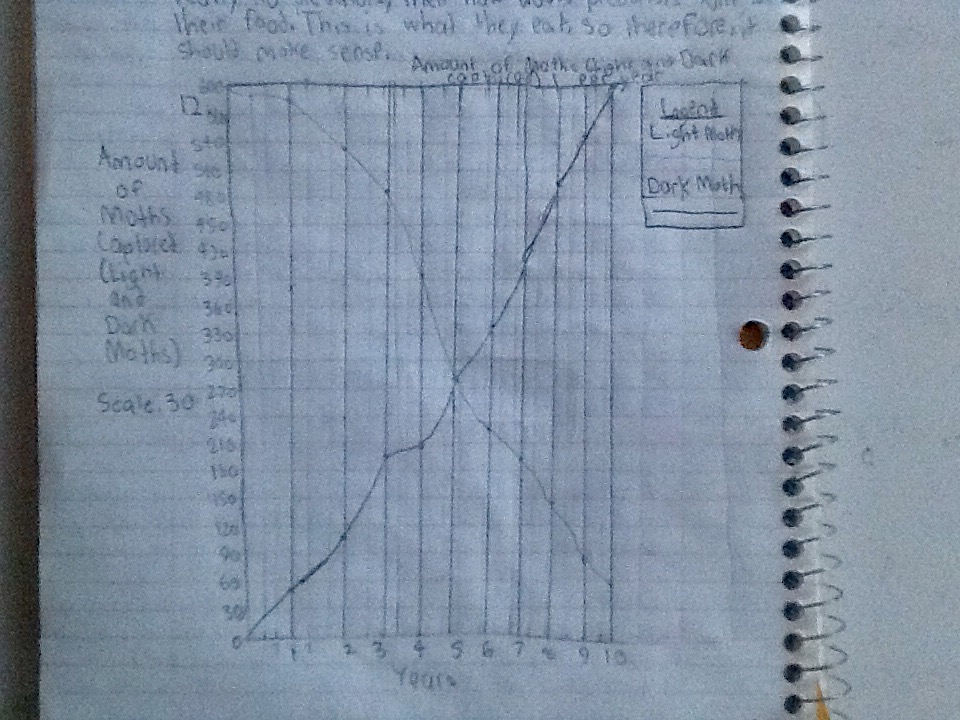 their food. This is what they eat, so therefore, it
should make sense.
Amount of Moths (Light and Dark
captured) per year
12
Amount
of
Moths
Capturet
(Light
and
Dark
Moths)
Scale: 30
600
540
510
480
450
420
390
360
330
300
270
240
210
180
150
120
90
60
30
0
1 2 3 4 5 6 7 8 9 10
Years
Legend
Light Moth
Dark Moth